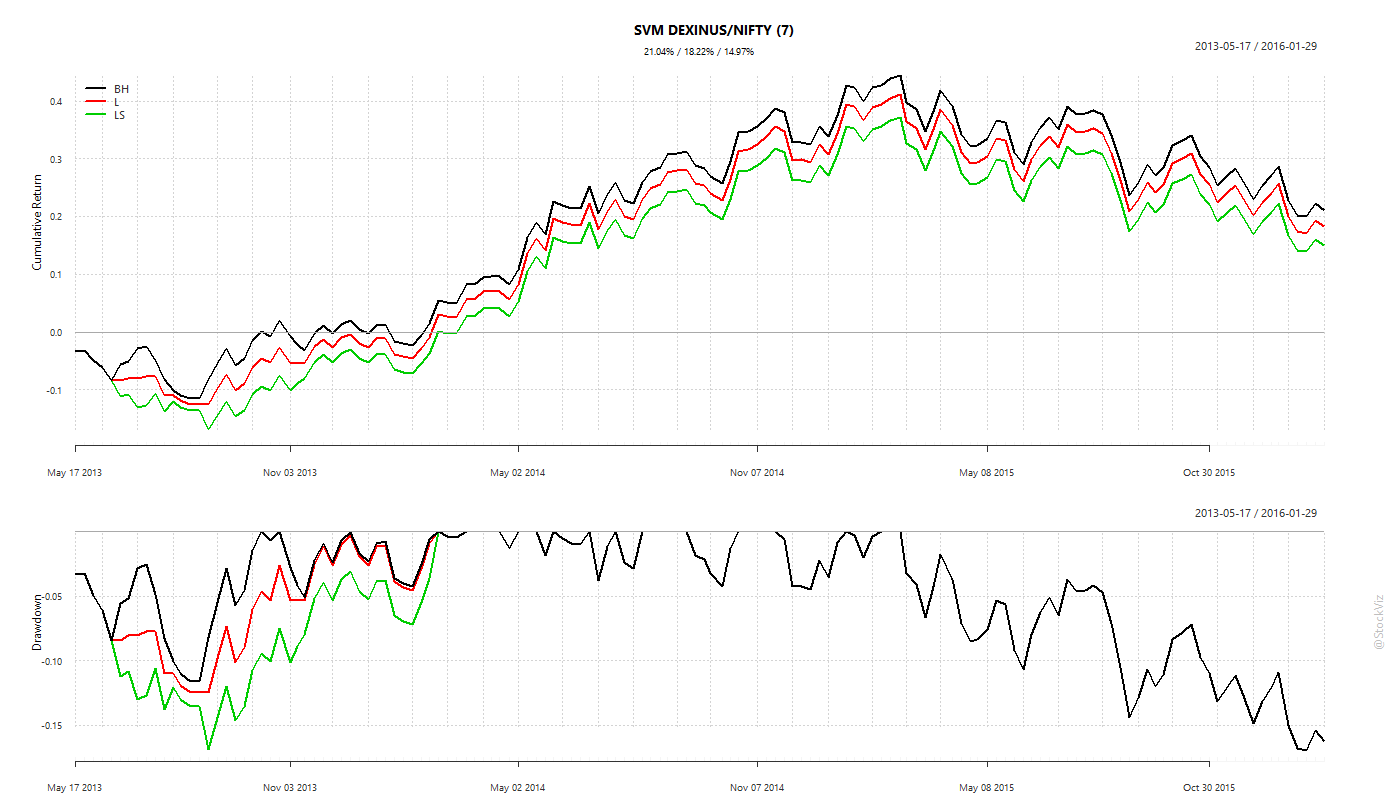 SVM DEXINUS/NIFTY (7)
21.04% / 18.22% / 14.97%
2013-05-17 / 2016-01-29
BH
L
LS
Cumulative Return
0.4
0.3
0.2
0.1
0.0
-0.1
May 17 2013
Nov 03 2013
May 02 2014
Nov 07 2014
May 08 2015
Oct 30 2015
2013-05-17 / 2016-01-29
Drawdown
-0.05
-0.10
-0.15
May 17 2013
Nov 03 2013
May 02 2014
Nov 07 2014
May 08 2015
Oct 30 2015
@StockViz